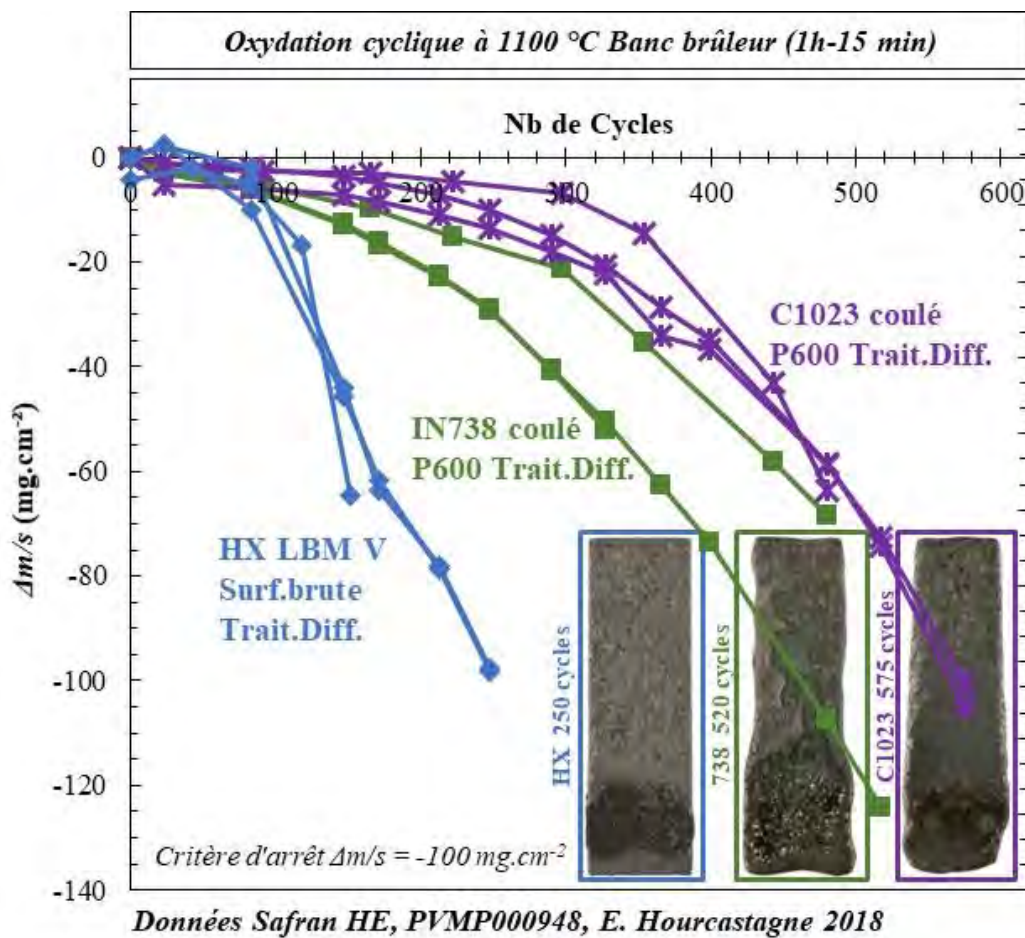 Oxydation cyclique à 1100 °C Banc brûleur (1h-15 min)
Nb de Cycles
0
-20
-40
-60
-80
-100
-120
-140
0
100
200
300
400
500
600
Δm/s (mg.cm-²)
C1023 coulé
P600 Trait.Diff.
IN738 coulé
P600 Trait.Diff.
HX LBM V
Surf.brute
Trait.Diff.
HX 250 cycles
738 520 cycles
C1023 575 cycles
Critère d'arrêt Δm/s = -100 mg.cm-²
Données Safran HE, PVMP000948, E. Hourcastagne 2018